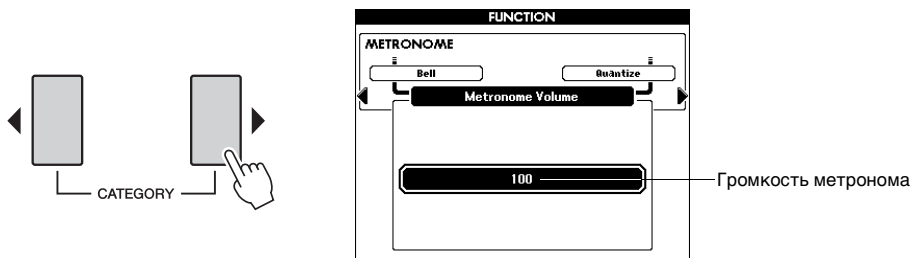 FUNCTION
METRONOME
Bell
Quantize
Metronome Volume
100
Громкость метронома
CATEGORY